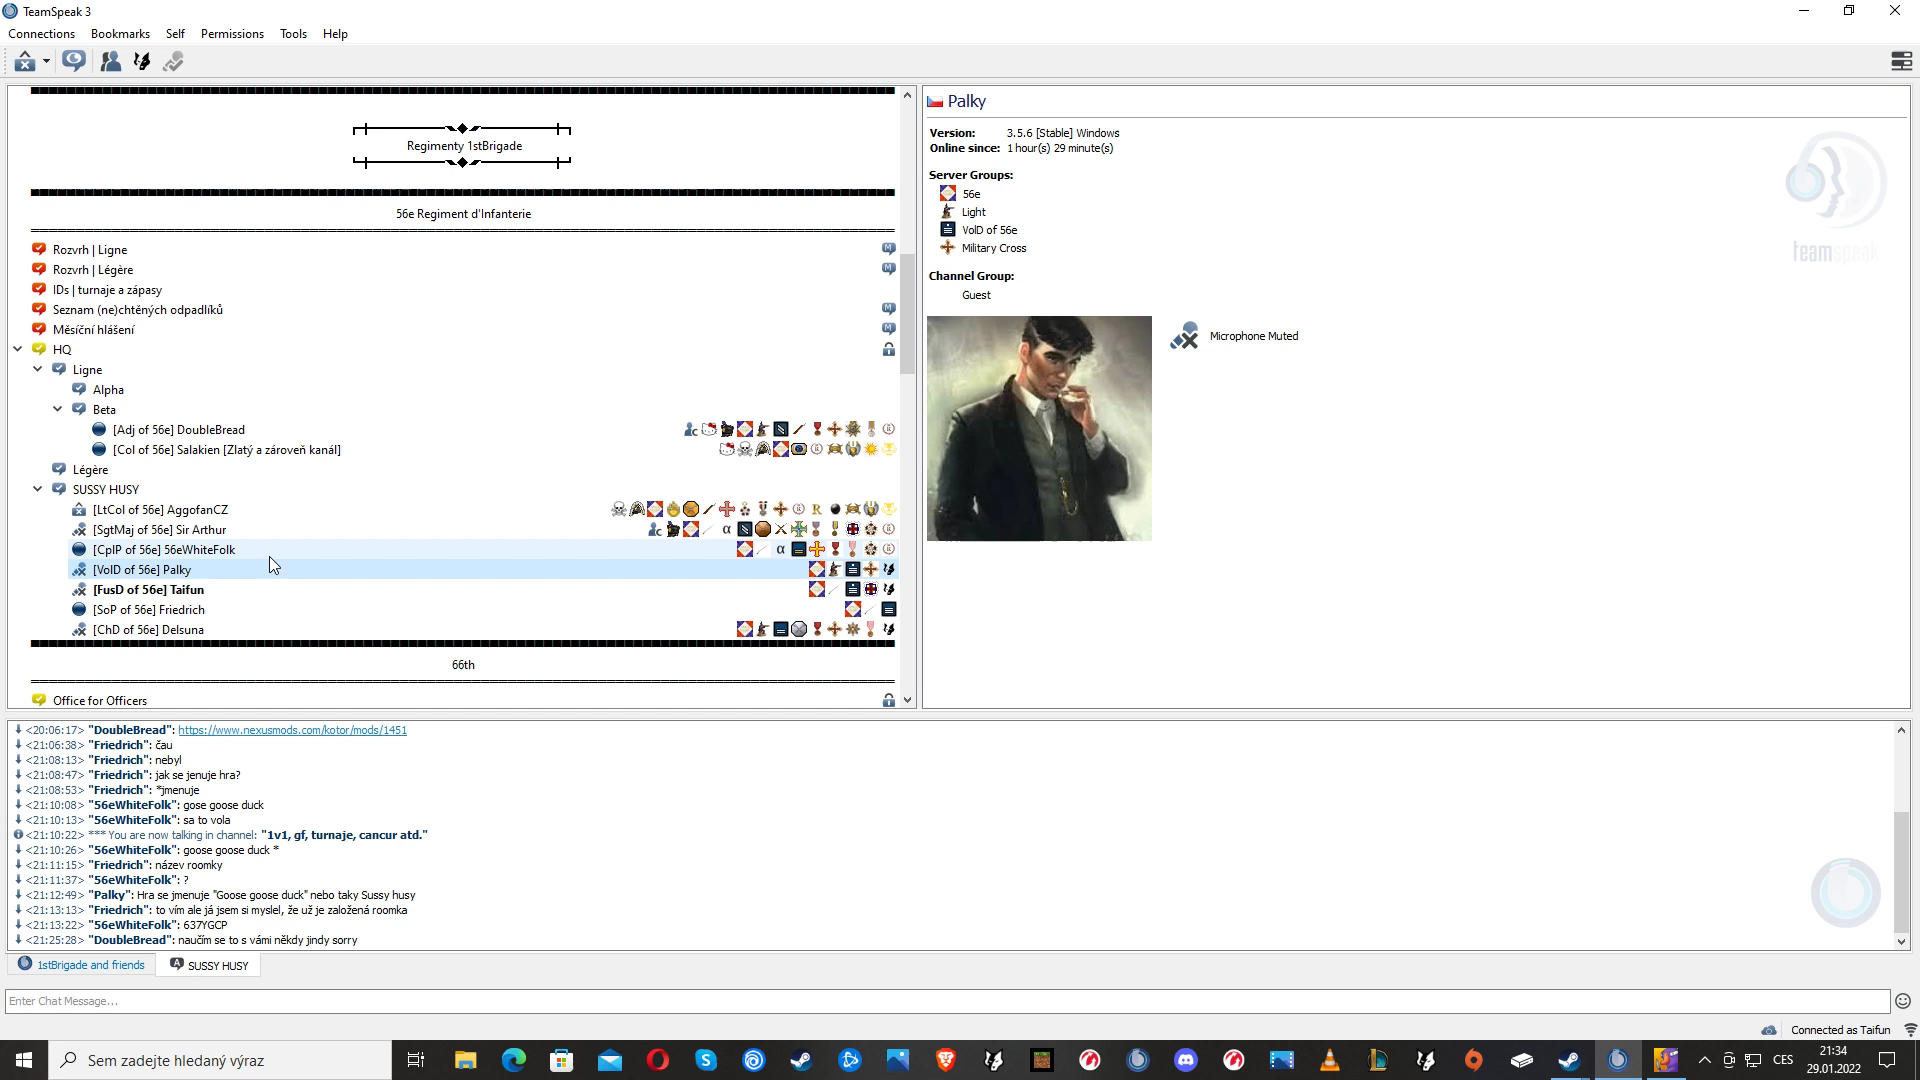 TeamSpeak 3
Connections Bookmarks Self Permissions Tools Help
Regimenty 1stBrigade
56e Regiment d'Infanterie
Rozvrh | Ligne
Rozvrh | Légère
IDs | turnaje a zápasy
Seznam (ne)chtěných odpadlíků
Měsíční hlášení
HQ
Ligne
Alpha
Beta
[Adj of 56e] DoubleBread
[Col of 56e] Salakien [Zlatý a zároveň kanál]
Légère
SUSSY HUSY
[LtCol of 56e] AggofanCZ
[SgtMaj of 56e] Sir Arthur
[CplP of 56e] 56eWhiteFolk
[VolD of 56e] Palky
[FusD of 56e] Taifun
[SoP of 56e] Friedrich
[ChD of 56e] Delsuna
66th
Office for Officers
Palky
Version: 3.5.6 [Stable] Windows
Online since: 1 hour(s) 29 minute(s)
Server Groups:
56e
Light
VolD of 56e
Military Cross
Channel Group:
Guest
Microphone Muted
teamspeak
<20:06:17> "DoubleBread": https://www.nexusmods.com/kotor/mods/1451
<21:06:38> "Friedrich": čau
<21:08:13> "Friedrich": nebyl
<21:08:47> "Friedrich": jak se jenuje hra?
<21:08:53> "Friedrich": *jmenuje
<21:10:08> "56eWhiteFolk": gose goose duck
<21:10:13> "56eWhiteFolk": sa to vola
<21:10:22> *** You are now talking in channel: "1v1, gf, turnaje, cancur atd."
<21:10:26> "56eWhiteFolk": goose goose duck *
<21:11:15> "Friedrich": název roomky
<21:11:37> "56eWhiteFolk": ?
<21:12:49> "Palky": Hra se jmenuje "Goose goose duck" nebo taky Sussy husy
<21:13:13> "Friedrich": to vím ale já jsem si myslel, že už je založená roomka
<21:13:22> "56eWhiteFolk": 637YGCP
<21:25:28> "DoubleBread": naučím se to s vámi někdy jindy sorry
1stBrigade and friends
SUSSY HUSY
Enter Chat Message...
Connected as Taifun
Sem zadejte hledaný výraz
CES
21:34
29.01.2022